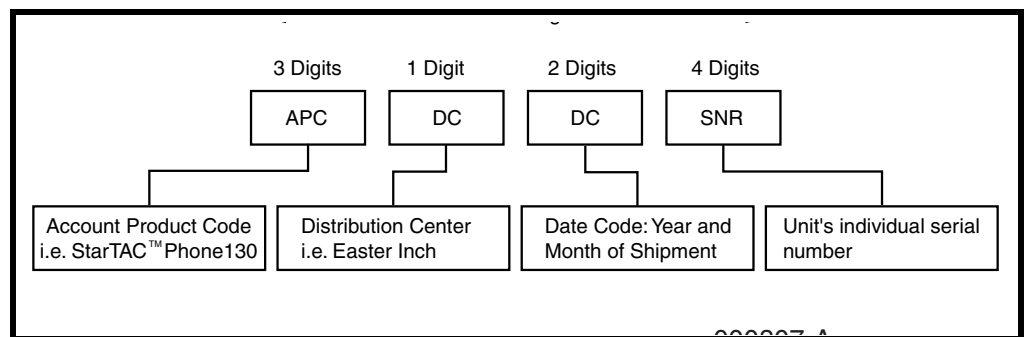 3 Digits 1 Digit 2 Digits 4 Digits
APC DC DC SNR
Account Product Code
i.e. StarTAC™Phone130
Distribution Center
i.e. Easter Inch
Date Code: Year and
Month of Shipment
Unit's individual serial
number